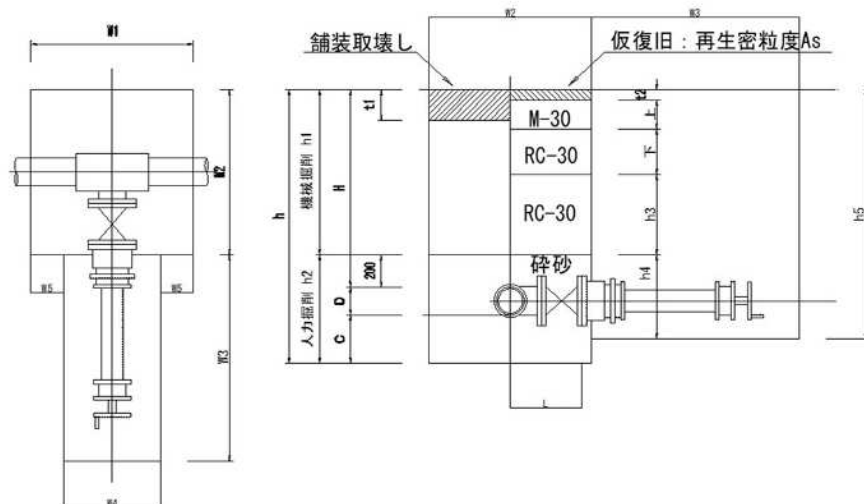 W1
W2
W5
W5
W3
W4
W2
W3
舗装取壊し
仮復旧：再生密粒度As
t1
t2
上
下
M-30
RC-30
RC-30
砕砂
h
機械掘削 h1
人力掘削 h2
H
200
D
C
h3
h4
h5
L